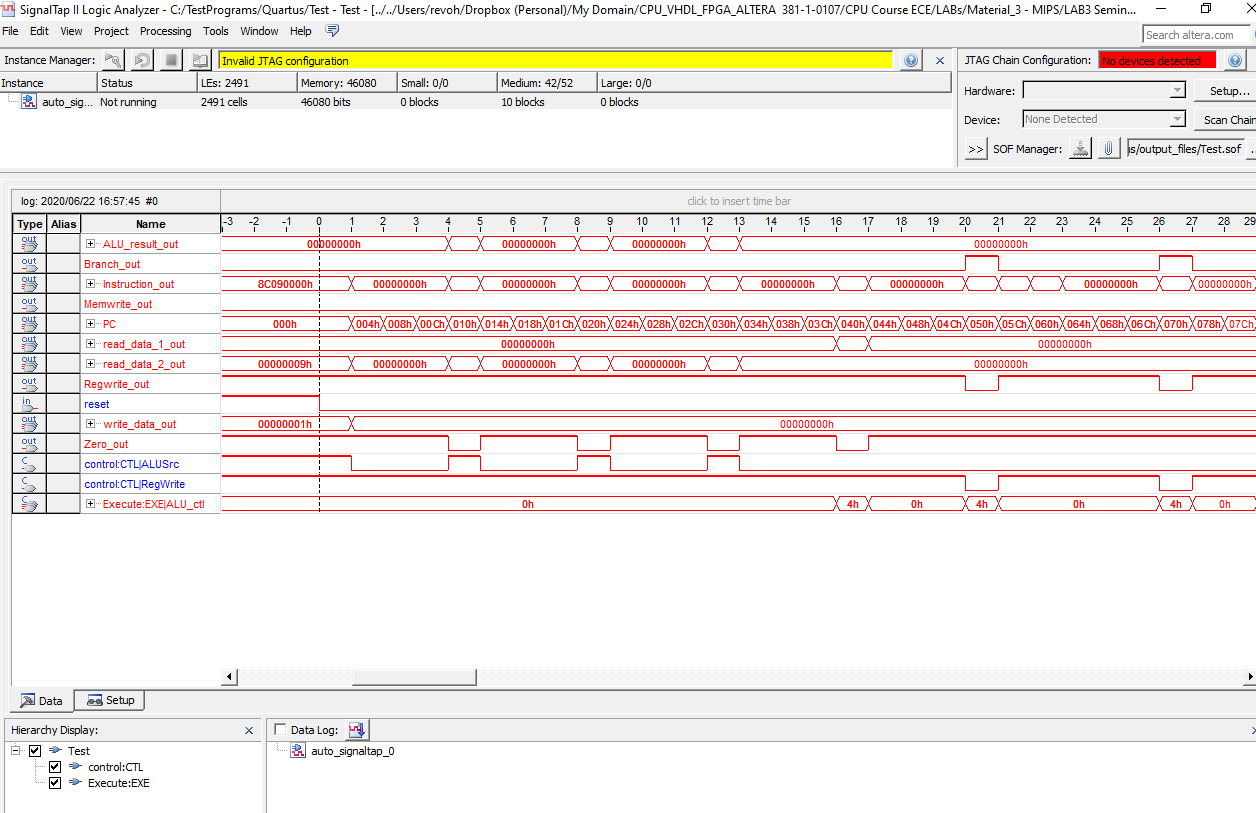 SignalTap II Logic Analyzer - C:/TestPrograms/Quartus/Test - Test - [../../Users/revoh/Dropbox (Personal)/My Domain/CPU_VHDL_FPGA_ALTERA 381-1-0107/CPU Course ECE/LABs/Material_3 - MIPS/LAB3 Semin...
File Edit View Project Processing Tools Window Help
Search altera.com
Instance Manager: Invalid JTAG configuration
JTAG Chain Configuration: No devices detected
Instance Status LEs: 2491 Memory: 46080 Small: 0/0 Medium: 42/52 Large: 0/0
auto_sig... Not running 2491 cells 46080 bits 0 blocks 10 blocks 0 blocks
Hardware: Setup...
Device: None Detected Scan Chain
>> SOF Manager: us/output_files/Test.sof ...
log: 2020/06/22 16:57:45 #0 click to insert time bar
Type Alias Name -3 -2 -1 0 1 2 3 4 5 6 7 8 9 10 11 12 13 14 15 16 17 18 19 20 21 22 23 24 25 26 27 28 29
out ALU_result_out 00000000h 00000000h 00000000h 00000000h
out Branch_out
out Instruction_out 8C090000h 00000000h 00000000h 00000000h 00000000h 00000000h 00000000h 00000000h
out Memwrite_out
out PC 000h 004h 008h 00Ch 010h 014h 018h 01Ch 020h 024h 028h 02Ch 030h 034h 038h 03Ch 040h 044h 048h 04Ch 050h 05Ch 060h 064h 068h 06Ch 070h 078h 07Ch
out read_data_1_out 00000000h 00000000h
out read_data_2_out 00000009h 00000000h 00000000h 00000000h 00000000h
out Regwrite_out
in reset
out write_data_out 00000001h 00000000h
out Zero_out
C control:CTL|ALUSrc
C control:CTL|RegWrite
C Execute:EXE|ALU_ctl 0h 4h 0h 4h 0h 4h 0h
Data Setup
Hierarchy Display:
Test
control:CTL
Execute:EXE
Data Log:
auto_signaltap_0